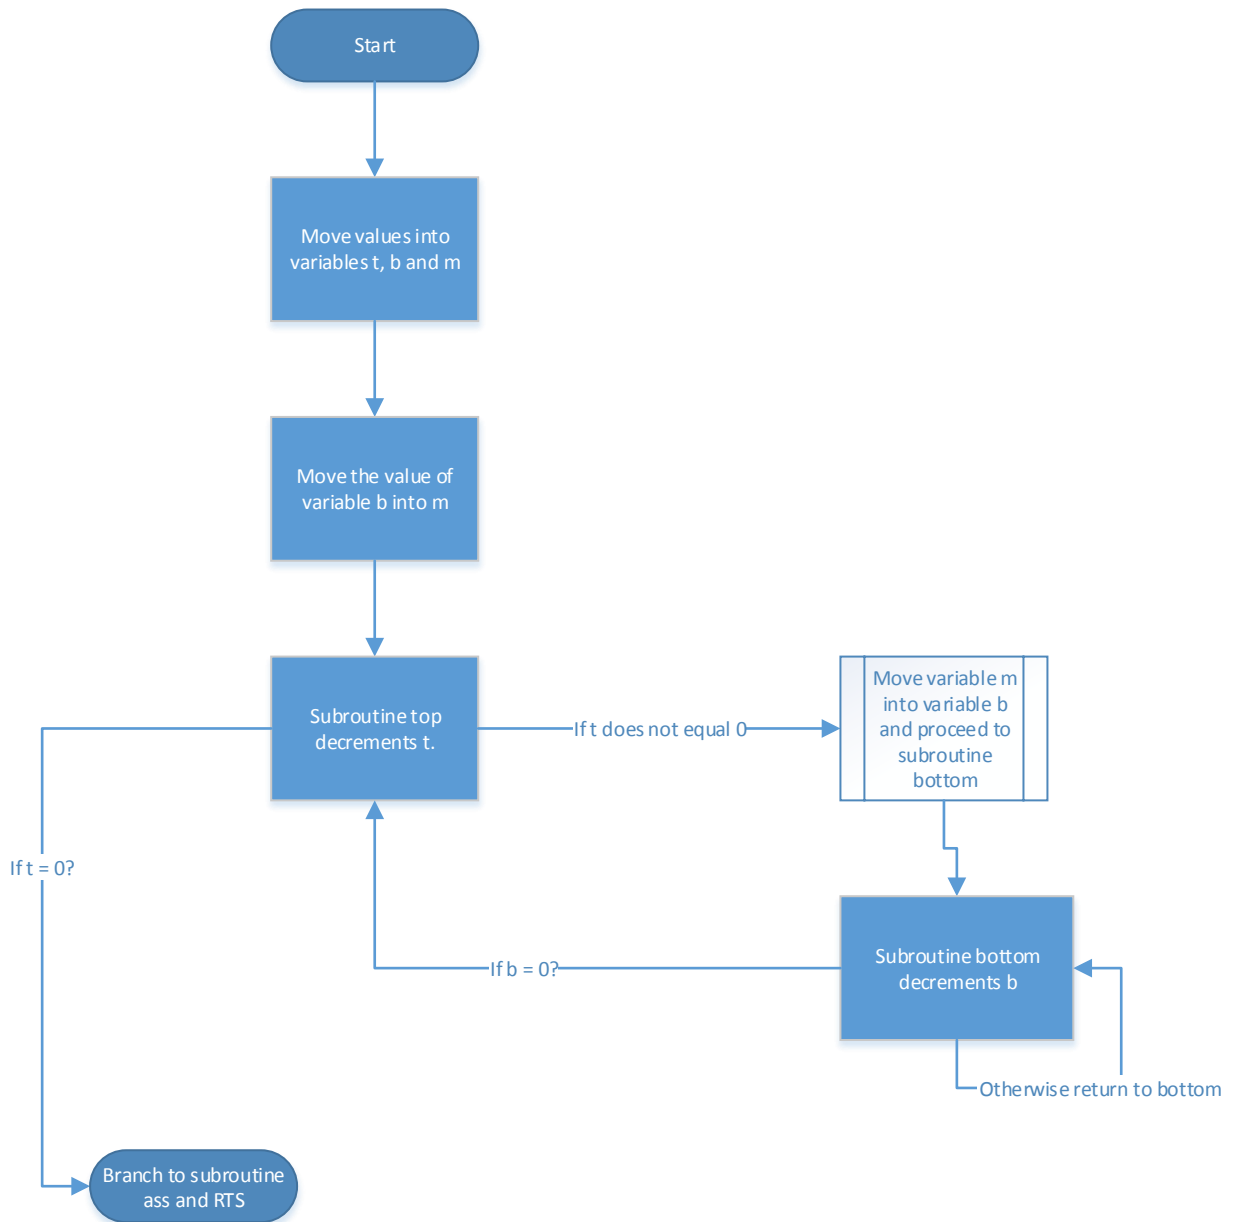 Start
Move values into
variables t, b and m
Move the value of
variable b into m
Subroutine top
decrements t.
If t does not equal 0
Move variable m
into variable b
and proceed to
subroutine
bottom
If t = 0?
If b = 0?
Subroutine bottom
decrements b
Otherwise return to bottom
Branch to subroutine
ass and RTS